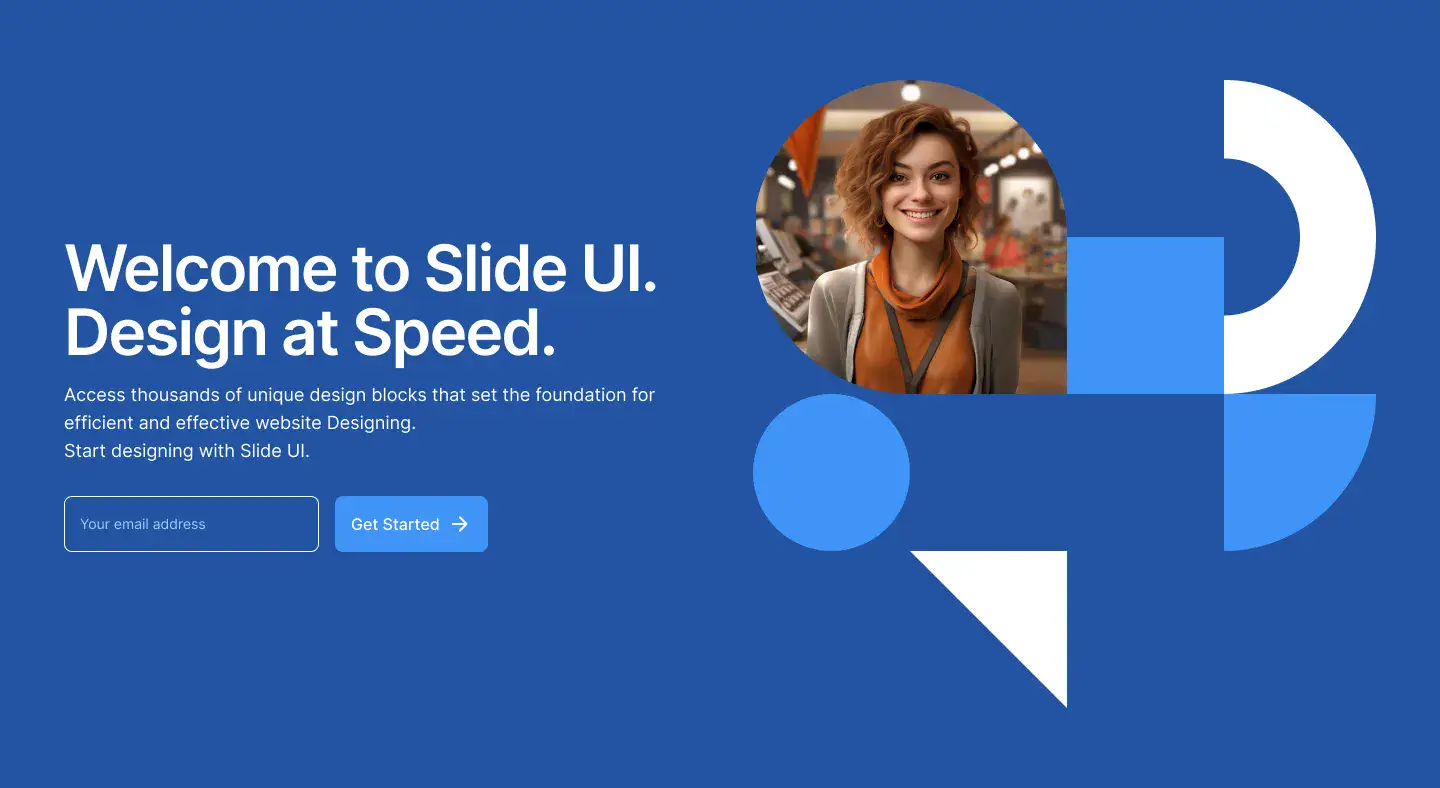 Welcome to Slide UI.
Design at Speed.
Access thousands of unique design blocks that set the foundation for
efficient and effective website Designing.
Start designing with Slide UI.
Your email address
Get Started